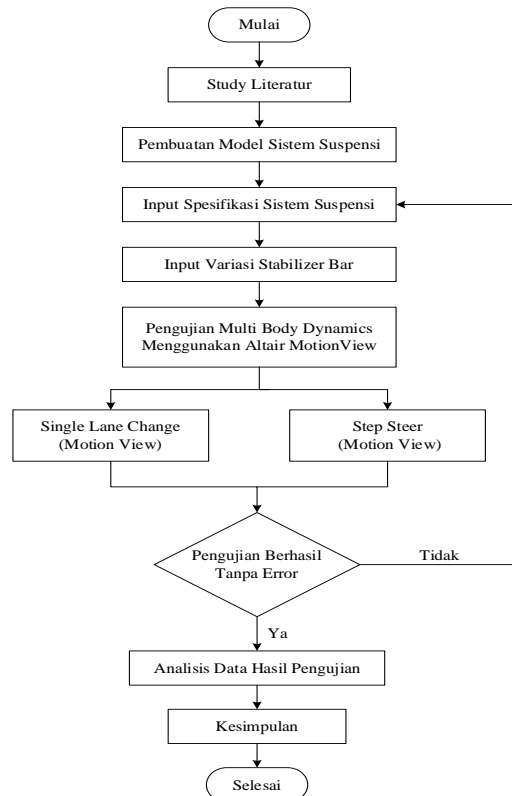 Mulai
Study Literatur
Pembuatan Model Sistem Suspensi
Input Spesifikasi Sistem Suspensi
Input Variasi Stabilizer Bar
Pengujian Multi Body Dynamics
Menggunakan Altair MotionView
Single Lane Change
(Motion View)
Step Steer
(Motion View)
Pengujian Berhasil
Tanpa Error
Tidak
Ya
Analisis Data Hasil Pengujian
Kesimpulan
Selesai